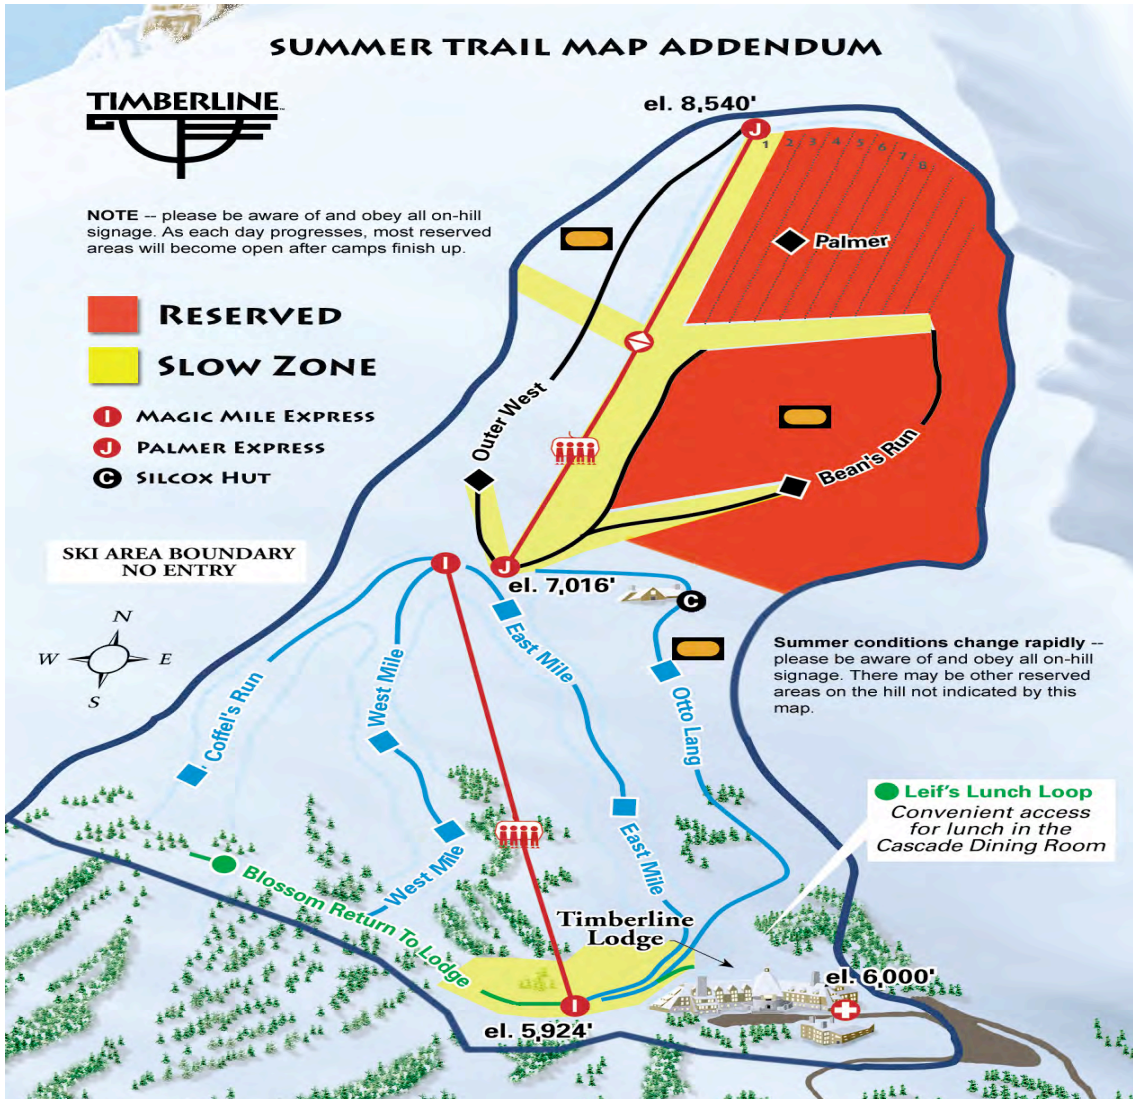 SUMMER TRAIL MAP ADDENDUM
TIMBERLINE
el. 8,540'
J
1 2 3 4 5 6 7 8
NOTE -- please be aware of and obey all on-hill
signage. As each day progresses, most reserved
areas will become open after camps finish up.
Palmer
RESERVED
SLOW ZONE
I MAGIC MILE EXPRESS
J PALMER EXPRESS
C SILCOX HUT
Outer West
Bean's Run
SKI AREA BOUNDARY
NO ENTRY
I
J
el. 7,016'
C
N
W E
S
East Mile
West Mile
Coffel's Run
Otto Lang
Summer conditions change rapidly --
please be aware of and obey all on-hill
signage. There may be other reserved
areas on the hill not indicated by this
map.
Leif's Lunch Loop
Convenient access
for lunch in the
Cascade Dining Room
East Mile
West Mile
Blossom Return To Lodge
Timberline
Lodge
el. 6,000'
I
el. 5,924'